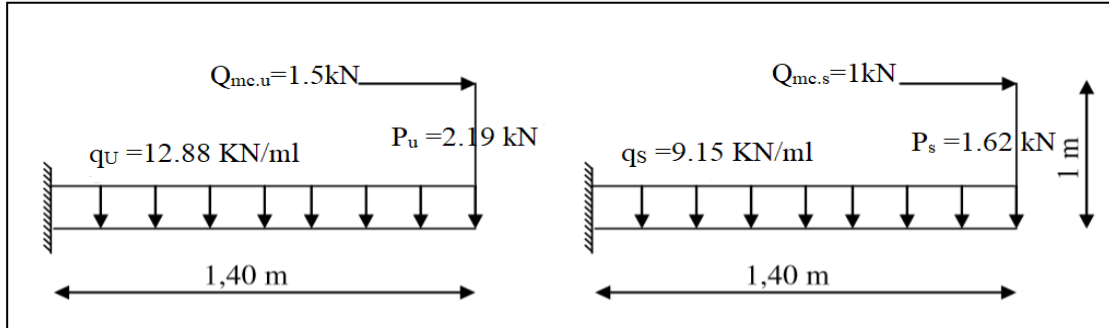 Qmc.u=1.5kN
Pu =2.19 kN
qU =12.88 KN/ml
1,40 m
Qmc.s=1kN
Ps =1.62 kN
qS =9.15 KN/ml
1 m
1,40 m